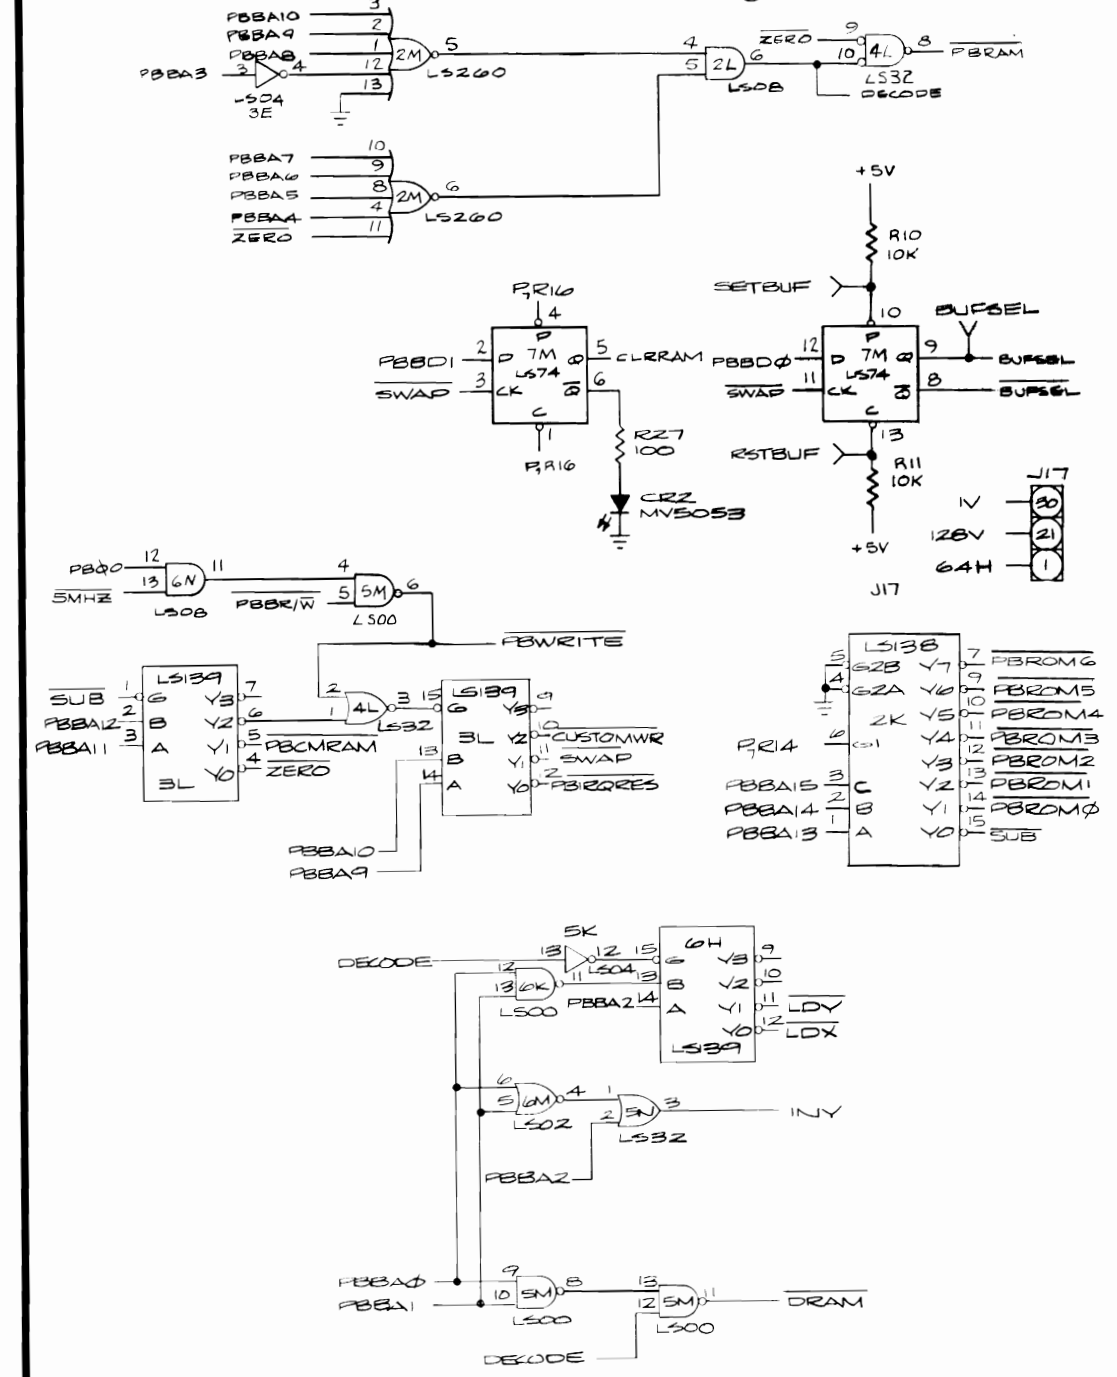 PBBA10 3
PBBA9 2
PBBA8 1
PBBA3 3 4 12
13
2M 5
LS260
LS04
3E
4
5 2L 6
LS08
ZERO 9
10 4L 8 PBRAM
LS32
DECODE
PBBA7 10
PBBA6 9
PBBA5 8
PBBA4 4
ZERO 11
2M 6
LS260
+5V
R10
10K
SETBUF
10
BUFSEL
PBBDφ 12 D P 7M Q 9 BUFSEL
LS74
SWAP 11 CK Q 8 BUFSEL
C
13
RSTBUF
R11
10K
+5V
P,R16
4
PBBD1 2 D P 7M Q 5 CLRRAM
LS74
SWAP 3 CK Q 6
C
1
P,R16
R27
100
CR2
MV5053
J17
1V 30
128V 21
64H 1
J17
PBφ0 12
5MHZ 13 6N 11
LS08
4
PBBR/W 5 5M 6
LS00
PBWRITE
LS139
SUB 1 G Y3 7
PBBA12 2 B Y2 6
PBBA11 3 A Y1 5 PBCMRAM
Y0 4 ZERO
3L
2
1 4L 3
LS32
LS139
15 G Y3 9
3L Y2 10 CUSTOMWR
13 B Y1 11 SWAP
14 A Y0 12 PBIRQRES
PBBA10
PBBA9
LS138
5 G2B Y7 7 PBROM6
4 G2A Y6 9 PBROM5
2K Y5 10 PBROM4
P,R14 6 G1 Y4 11 PBROM3
Y3 12 PBROM2
PBBA15 3 C Y2 13 PBROM1
PBBA14 2 B Y1 14 PBROMφ
PBBA13 1 A Y0 15 SUB
5K
DECODE 13 12
LS04
12
13 6K 11
LS00
PBBA2
6H
15 G Y3 9
13 B Y2 10
14 A Y1 11 LDY
Y0 12 LDX
LS139
6
5 6M 4
LS02
1
2 5N 3 INY
LS32
PBBA2
PBBAφ 9
PBBA1 10 5M 8
LS00
13
12 5M 11 DRAM
LS00
DECODE